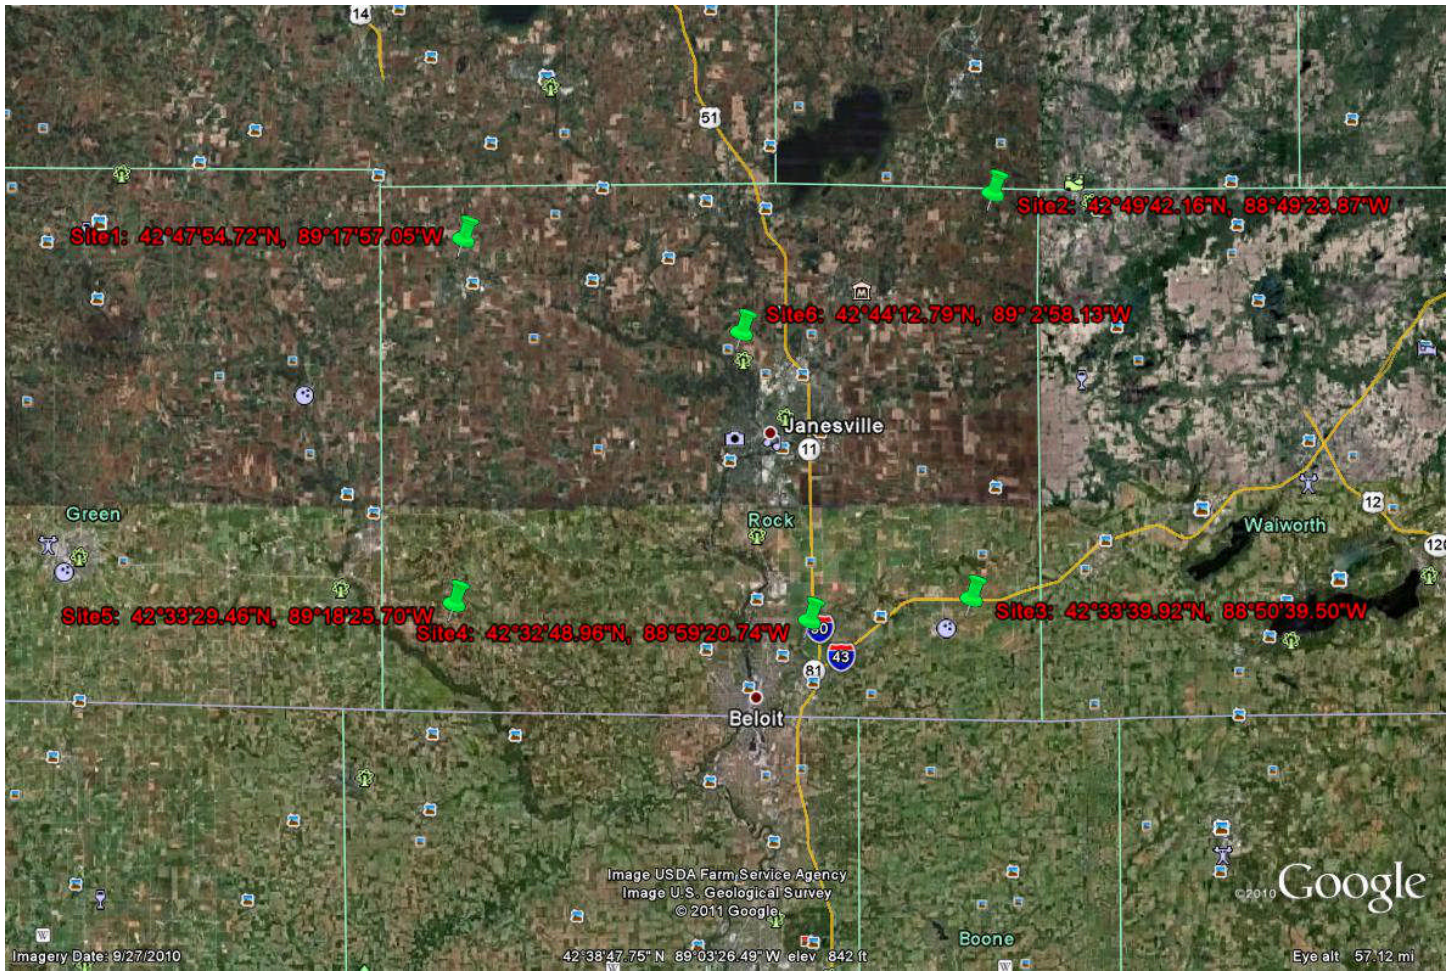 14
51
Site2: 42°49'42.16"N, 88°49'23.87"W
Site1: 42°47'54.72"N, 89°17'57.05"W
Site6: 42°44'12.79"N, 89° 2'58.13"W
Janesville
11
Green
Rock
12
Walworth
120
Site5: 42°33'29.46"N, 89°18'25.70"W
Site4: 42°32'48.96"N, 88°59'20.74"W
Site3: 42°33'39.92"N, 88°50'39.50"W
90
43
81
Beloit
Image USDA Farm Service Agency
Image U.S. Geological Survey
© 2011 Google
©2010 Google
Boone
W
W
W
Imagery Date: 9/27/2010
42°38'47.75" N 89°03'26.49" W elev 842 ft
Eye alt 57.12 mi